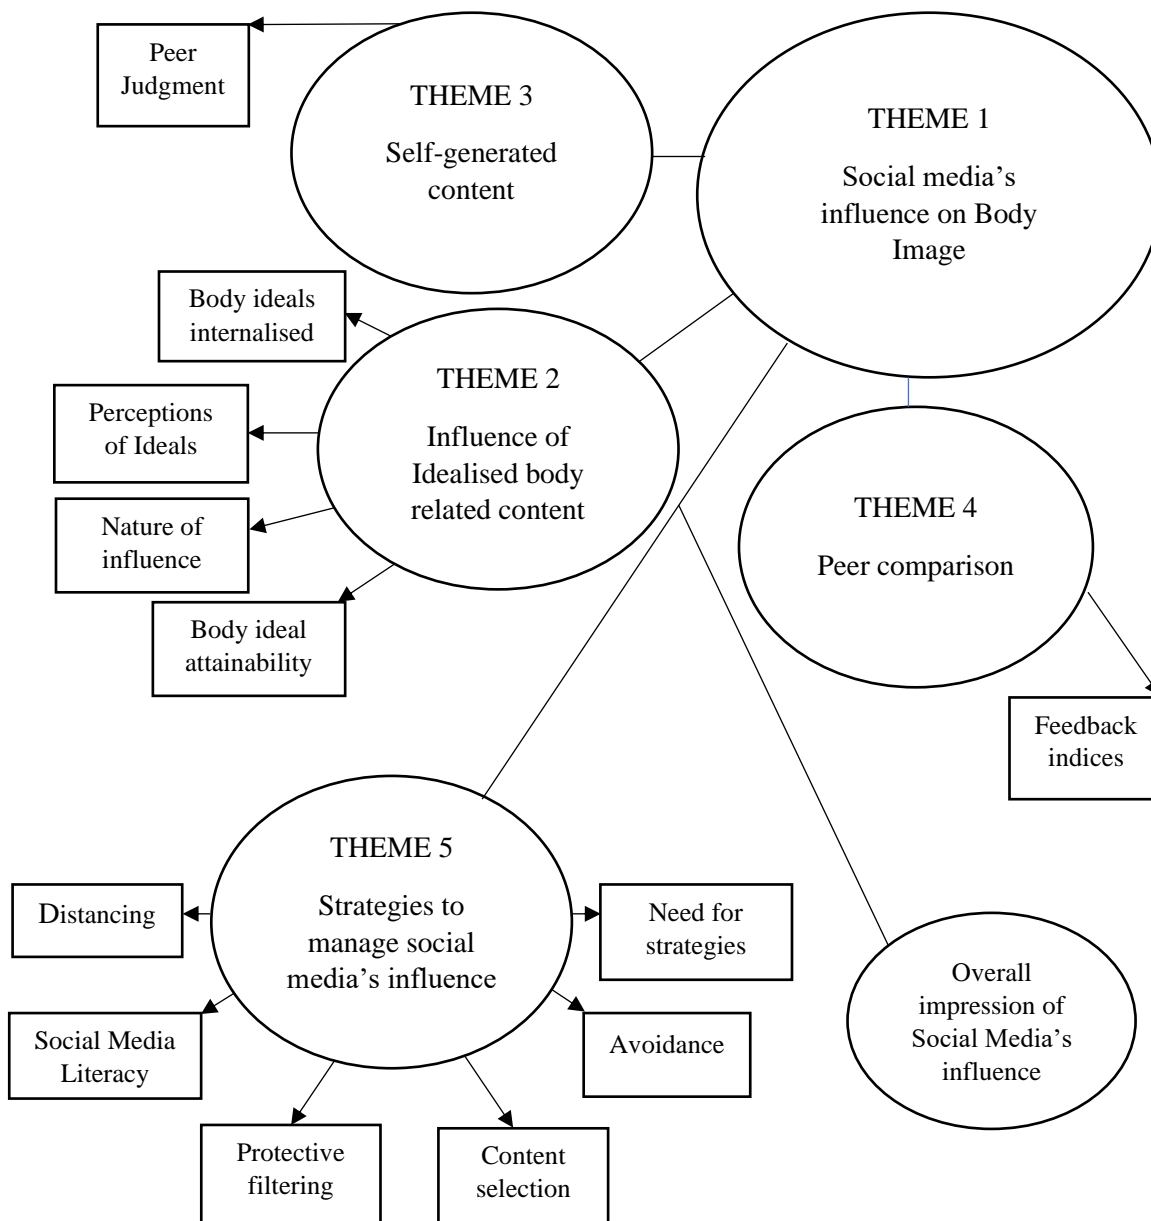 Peer
Judgment
THEME 3
Self-generated
content
THEME 1
Social media’s
influence on Body
Image
Body ideals
internalised
Perceptions
of Ideals
Nature of
influence
Body ideal
attainability
THEME 2
Influence of
Idealised body
related content
THEME 4
Peer comparison
Feedback
indices
THEME 5
Strategies to
manage social
media’s influence
Distancing
Social Media
Literacy
Protective
filtering
Content
selection
Need for
strategies
Avoidance
Overall
impression of
Social Media’s
influence